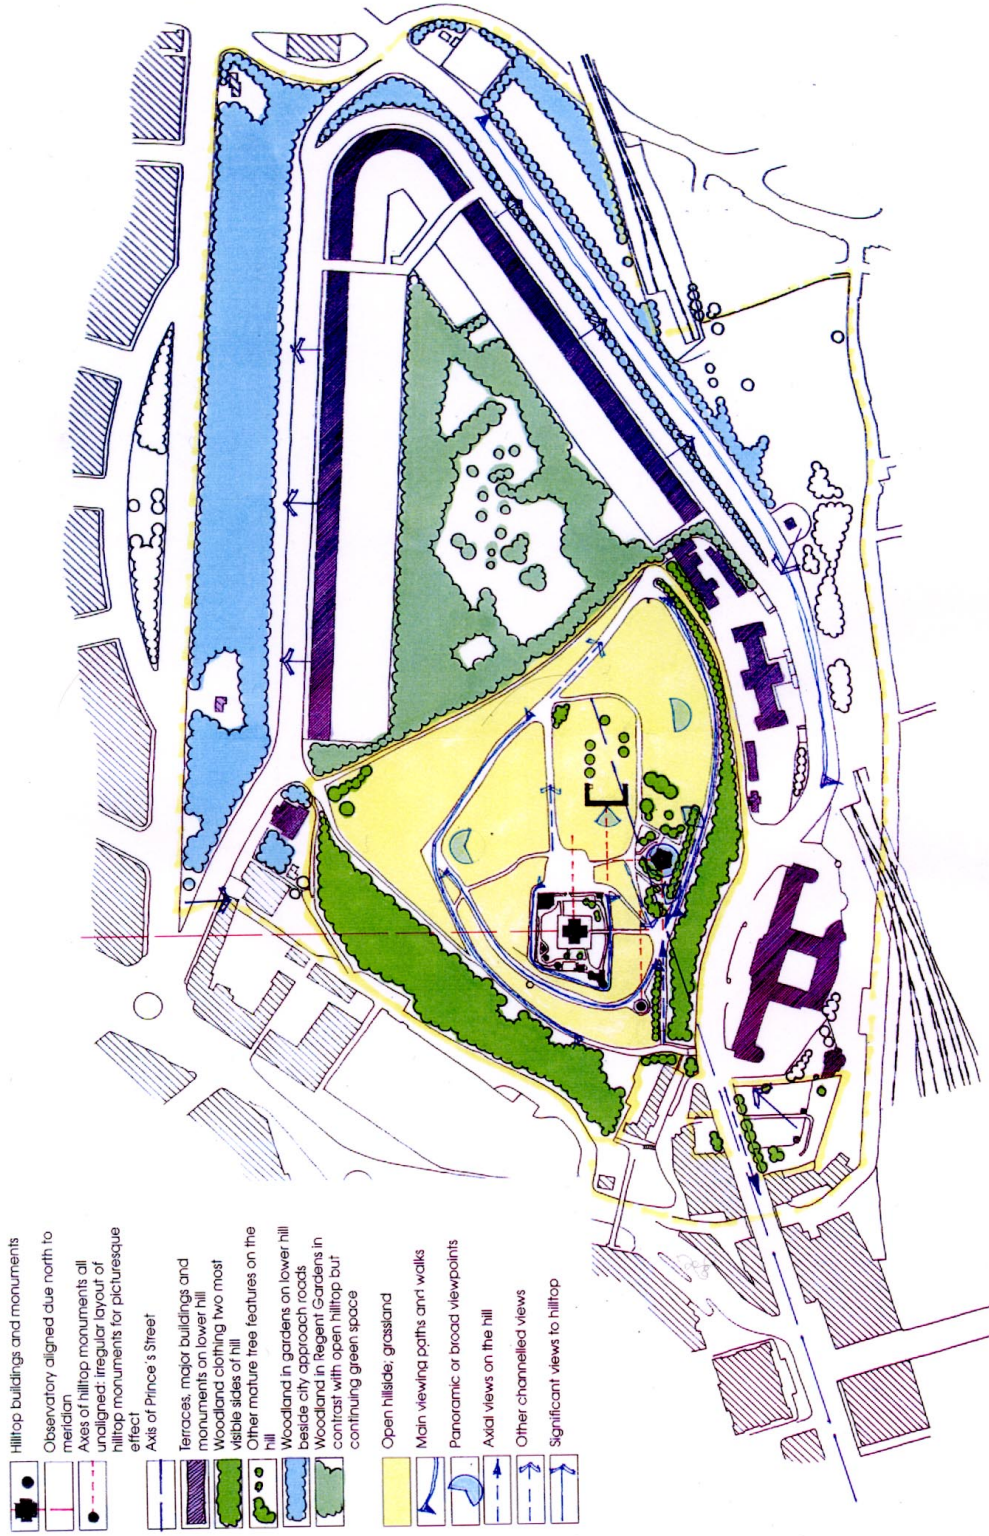 Hilltop buildings and monuments
Observatory aligned due north to
meridian
Axes of hilltop monuments all
unaligned: irregular layout of
hilltop monuments for picturesque
effect
Axis of Prince's Street
Terraces, major buildings and
monuments on lower hill
Woodland clothing two most
visible sides of hill
Other mature tree features on the
hill
Woodland in gardens on lower hill
beside city approach roads
Woodland in Regent Gardens in
contrast with open hilltop but
continuing green space
Open hillside; grassland
Main viewing paths and walks
Panoramic or broad viewpoints
Axial views on the hill
Other channelled views
Significant views to hilltop